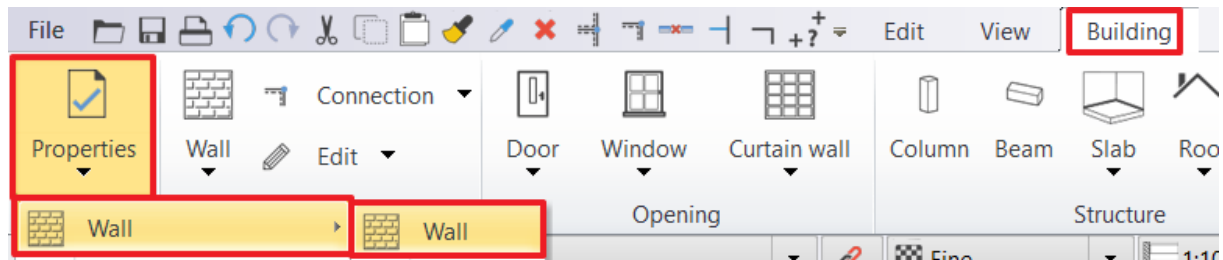 File Edit View Building
Properties Wall Connection Door Window Curtain wall Column Beam Slab
Edit
Wall Wall Opening Structure
Fine